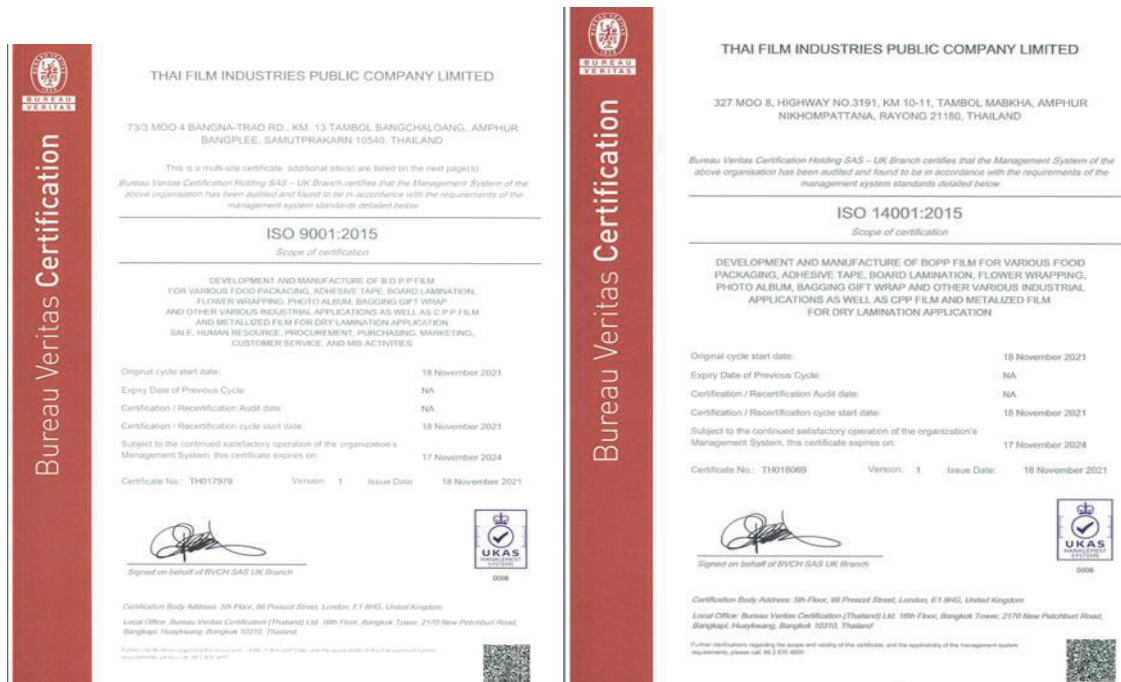 BUREAU
VERITAS
Bureau Veritas Certification
THAI FILM INDUSTRIES PUBLIC COMPANY LIMITED
73/3 MOO 4 BANGNA-TRAD RD., KM. 13 TAMBOL BANGCHALOANG, AMPHUR
BANGPLEE, SAMUTPRAKARN 10540, THAILAND
This is a multi-site certificate, additional site(s) are listed on the next page(s)
Bureau Veritas Certification Holding SAS – UK Branch certifies that the Management System of the
above organisation has been audited and found to be in accordance with the requirements of the
management system standards detailed below
ISO 9001:2015
Scope of certification
DEVELOPMENT AND MANUFACTURE OF B.O.P.P FILM
FOR VARIOUS FOOD PACKAGING, ADHESIVE TAPE, BOARD LAMINATION,
FLOWER WRAPPING, PHOTO ALBUM, BAGGING GIFT WRAP
AND OTHER VARIOUS INDUSTRIAL APPLICATIONS AS WELL AS C.P.P FILM
AND METALLIZED FILM FOR DRY LAMINATION APPLICATION
SALE, HUMAN RESOURCE, PROCUREMENT, PURCHASING, MARKETING,
CUSTOMER SERVICE, AND MIS ACTIVITIES
Original cycle start date: 18 November 2021
Expiry Date of Previous Cycle: NA
Certification / Recertification Audit date: NA
Certification / Recertification cycle start date: 18 November 2021
Subject to the continued satisfactory operation of the organization's
Management System, this certificate expires on: 17 November 2024
Certificate No.: TH017979 Version: 1 Issue Date: 18 November 2021
Signed on behalf of BVCH SAS UK Branch
UKAS
MANAGEMENT
SYSTEMS
0008
Certification Body Address: 5th Floor, 66 Prescot Street, London, E1 8HG, United Kingdom
Local Office: Bureau Veritas Certification (Thailand) Ltd. 16th Floor, Bangkok Tower, 2170 New Petchburi Road,
Bangkapi, Huaykwang, Bangkok 10310, Thailand
BUREAU
VERITAS
Bureau Veritas Certification
THAI FILM INDUSTRIES PUBLIC COMPANY LIMITED
327 MOO 8, HIGHWAY NO.3191, KM 10-11, TAMBOL MABKHA, AMPHUR
NIKHOMPATTANA, RAYONG 21180, THAILAND
Bureau Veritas Certification Holding SAS – UK Branch certifies that the Management System of the
above organisation has been audited and found to be in accordance with the requirements of the
management system standards detailed below
ISO 14001:2015
Scope of certification
DEVELOPMENT AND MANUFACTURE OF BOPP FILM FOR VARIOUS FOOD
PACKAGING, ADHESIVE TAPE, BOARD LAMINATION, FLOWER WRAPPING,
PHOTO ALBUM, BAGGING GIFT WRAP AND OTHER VARIOUS INDUSTRIAL
APPLICATIONS AS WELL AS CPP FILM AND METALIZED FILM
FOR DRY LAMINATION APPLICATION
Original cycle start date: 18 November 2021
Expiry Date of Previous Cycle: NA
Certification / Recertification Audit date: NA
Certification / Recertification cycle start date: 18 November 2021
Subject to the continued satisfactory operation of the organization's
Management System, this certificate expires on: 17 November 2024
Certificate No.: TH018069 Version: 1 Issue Date: 18 November 2021
Signed on behalf of BVCH SAS UK Branch
UKAS
MANAGEMENT
SYSTEMS
0008
Certification Body Address: 5th Floor, 66 Prescot Street, London, E1 8HG, United Kingdom
Local Office: Bureau Veritas Certification (Thailand) Ltd. 16th Floor, Bangkok Tower, 2170 New Petchburi Road,
Bangkapi, Huaykwang, Bangkok 10310, Thailand
Further clarifications regarding the scope and validity of this certificate, and the applicability of the management system
requirements, please call: